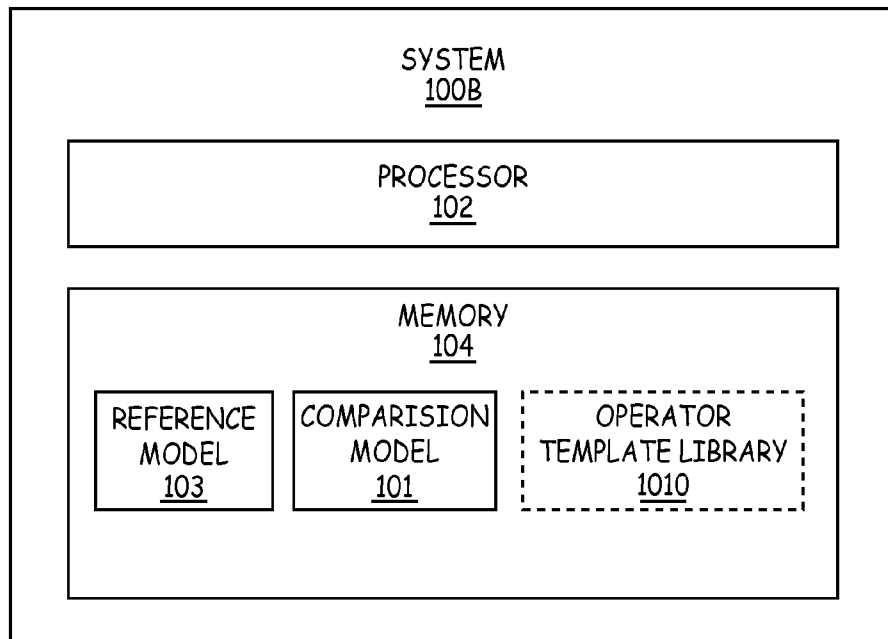 SYSTEM
100B
PROCESSOR
102
MEMORY
104
REFERENCE
MODEL
103
COMPARISION
MODEL
101
OPERATOR
TEMPLATE LIBRARY
1010